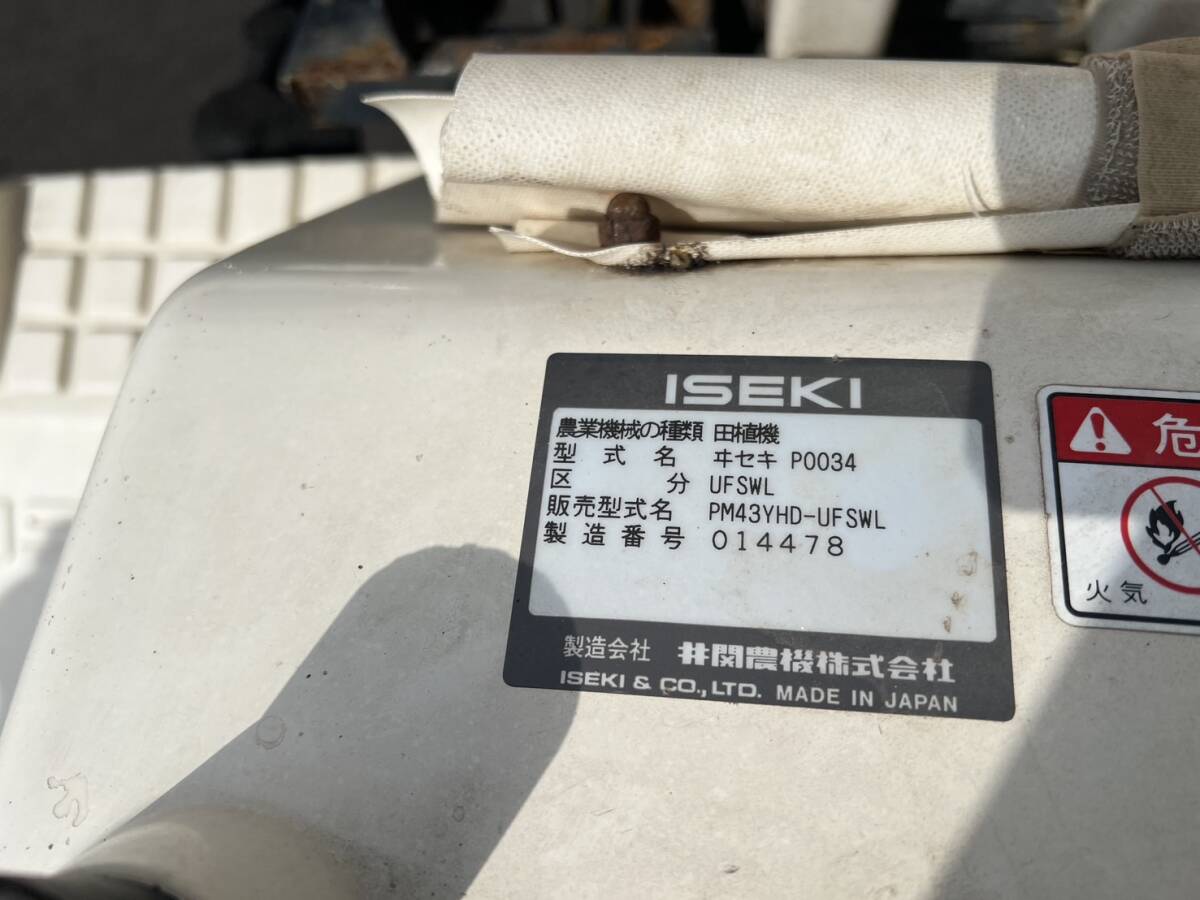 ISEKI
農業機械の種類 田植機
型式名 ヰセキ P0034
区分 UFSWL
販売型式名 PM43YHD-UFSWL
製造番号 014478
製造会社 井関農機株式会社
ISEKI & CO., LTD. MADE IN JAPAN
危
火気